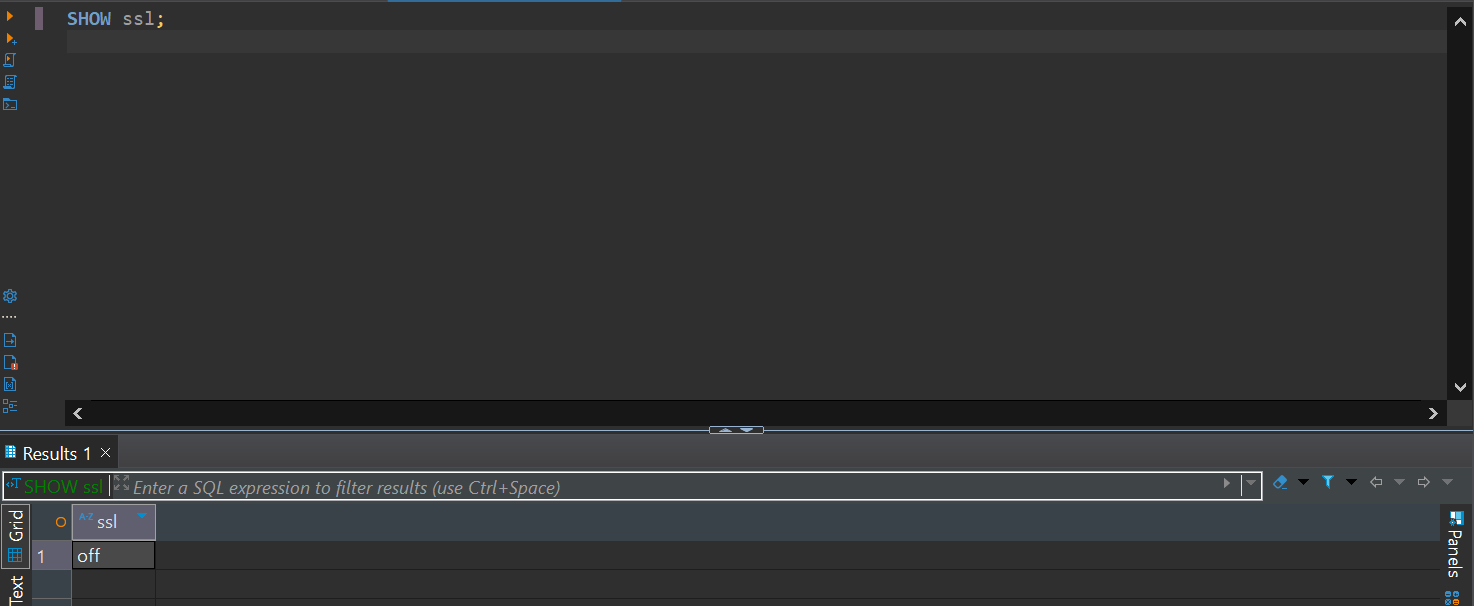 SHOW ssl;
Results 1
SHOW ssl
Enter a SQL expression to filter results (use Ctrl+Space)
Grid
A-Z ssl
1 off
Text
Panels